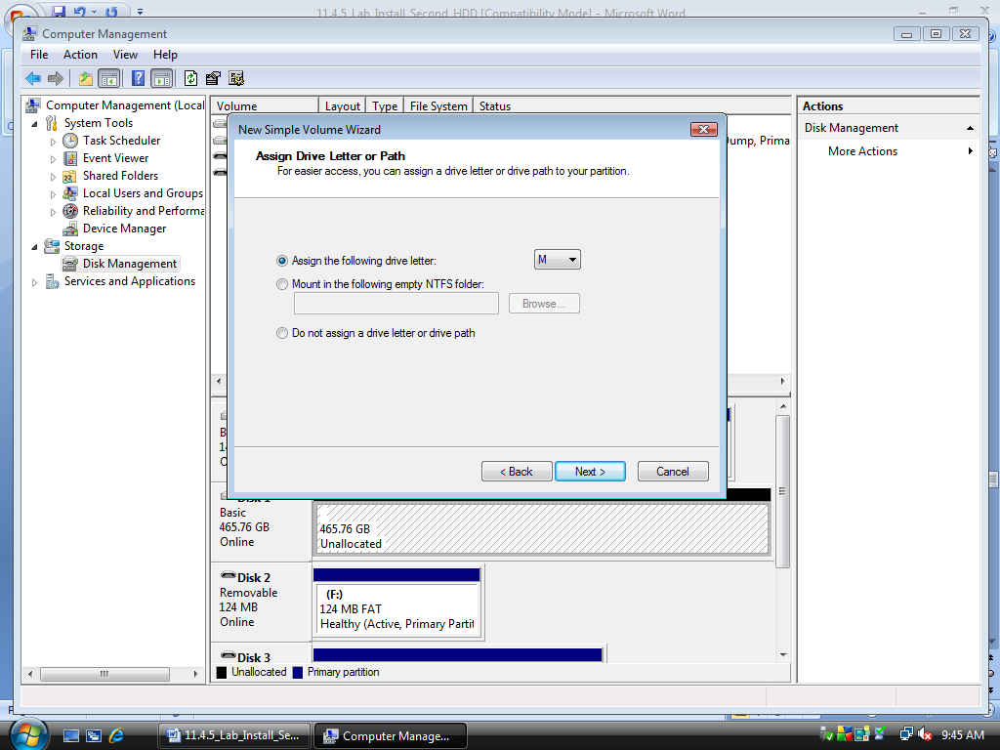 11.4.5_Lab_Install_Second_HDD [Compatibility Mode] - Microsoft Word
Computer Management
File Action View Help
Computer Management (Local
System Tools
Task Scheduler
Event Viewer
Shared Folders
Local Users and Groups
Reliability and Performa
Device Manager
Storage
Disk Management
Services and Applications
Volume Layout Type File System Status
Dump, Prima
Actions
Disk Management
More Actions
New Simple Volume Wizard
Assign Drive Letter or Path
For easier access, you can assign a drive letter or drive path to your partition.
Assign the following drive letter: M
Mount in the following empty NTFS folder:
Browse...
Do not assign a drive letter or drive path
< Back Next > Cancel
Disk 1
Basic
465.76 GB
Online
465.76 GB
Unallocated
Disk 2
Removable
124 MB
Online
(F:)
124 MB FAT
Healthy (Active, Primary Partit
Disk 3
Unallocated Primary partition
11.4.5_Lab_Install_Se... Computer Manage... 9:45 AM